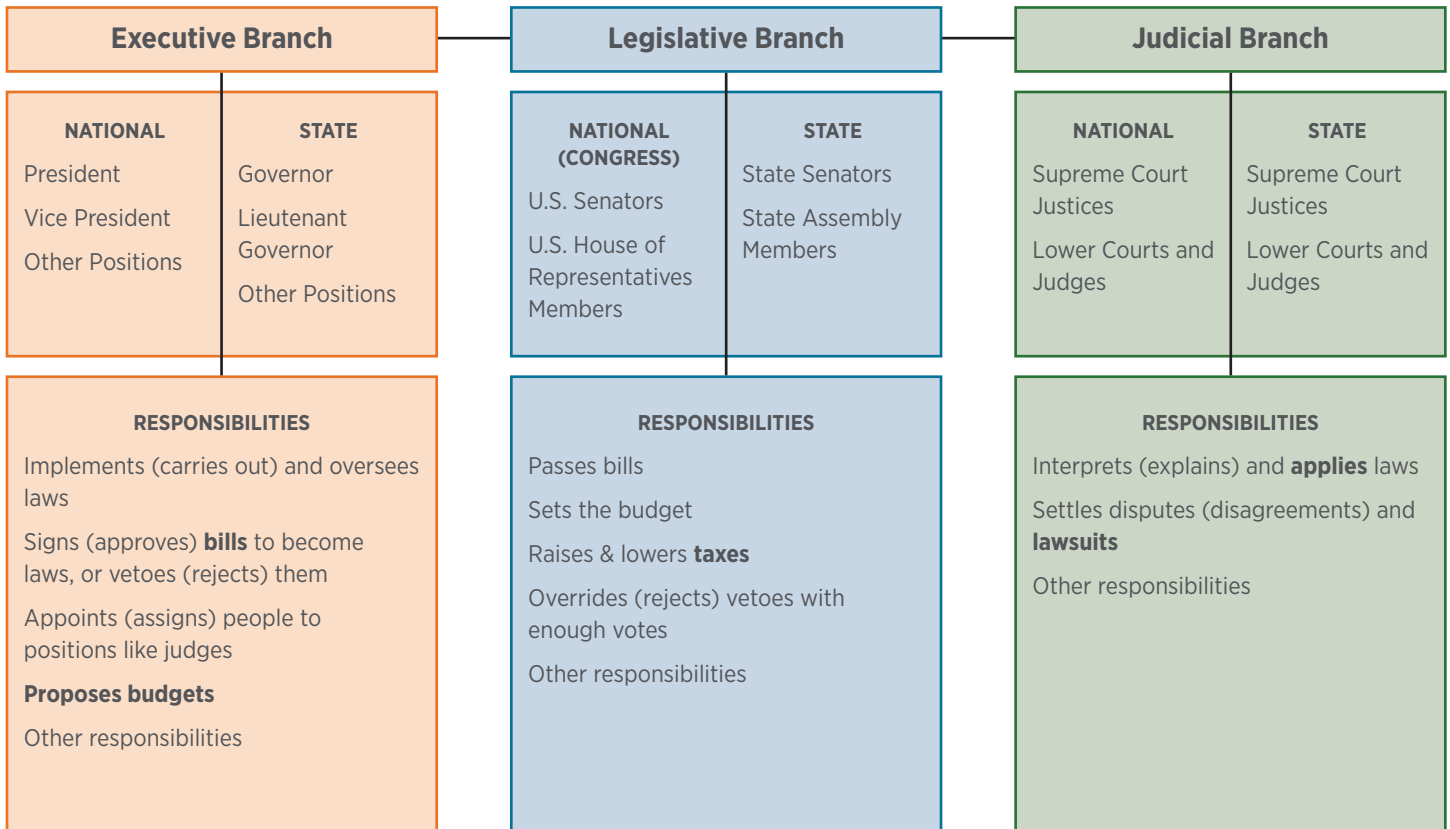 Executive Branch
NATIONAL
President
Vice President
Other Positions
STATE
Governor
Lieutenant
Governor
Other Positions
RESPONSIBILITIES
Implements (carries out) and oversees
laws
Signs (approves) bills to become
laws, or vetoes (rejects) them
Appoints (assigns) people to
positions like judges
Proposes budgets
Other responsibilities
Legislative Branch
NATIONAL
(CONGRESS)
U.S. Senators
U.S. House of
Representatives
Members
STATE
State Senators
State Assembly
Members
RESPONSIBILITIES
Passes bills
Sets the budget
Raises & lowers taxes
Overrides (rejects) vetoes with
enough votes
Other responsibilities
Judicial Branch
NATIONAL
Supreme Court
Justices
Lower Courts and
Judges
STATE
Supreme Court
Justices
Lower Courts and
Judges
RESPONSIBILITIES
Interprets (explains) and applies laws
Settles disputes (disagreements) and
lawsuits
Other responsibilities